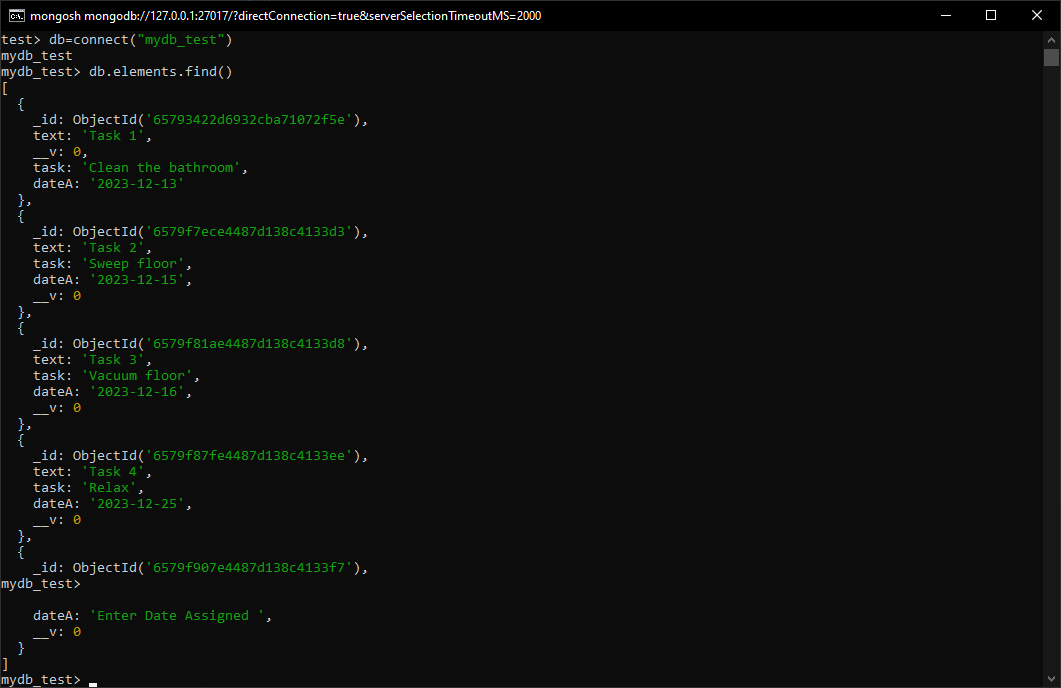 mongosh mongodb://127.0.0.1:27017/?directConnection=true&serverSelectionTimeoutMS=2000
test> db=connect("mydb_test")
mydb_test
mydb_test> db.elements.find()
[
  {
    _id: ObjectId('65793422d6932cba71072f5e'),
    text: 'Task 1',
    __v: 0,
    task: 'Clean the bathroom',
    dateA: '2023-12-13'
  },
  {
    _id: ObjectId('6579f7ece4487d138c4133d3'),
    text: 'Task 2',
    task: 'Sweep floor',
    dateA: '2023-12-15',
    __v: 0
  },
  {
    _id: ObjectId('6579f81ae4487d138c4133d8'),
    text: 'Task 3',
    task: 'Vacuum floor',
    dateA: '2023-12-16',
    __v: 0
  },
  {
    _id: ObjectId('6579f87fe4487d138c4133ee'),
    text: 'Task 4',
    task: 'Relax',
    dateA: '2023-12-25',
    __v: 0
  },
  {
    _id: ObjectId('6579f907e4487d138c4133f7'),
mydb_test>
    dateA: 'Enter Date Assigned ',
    __v: 0
  }
]
mydb_test>